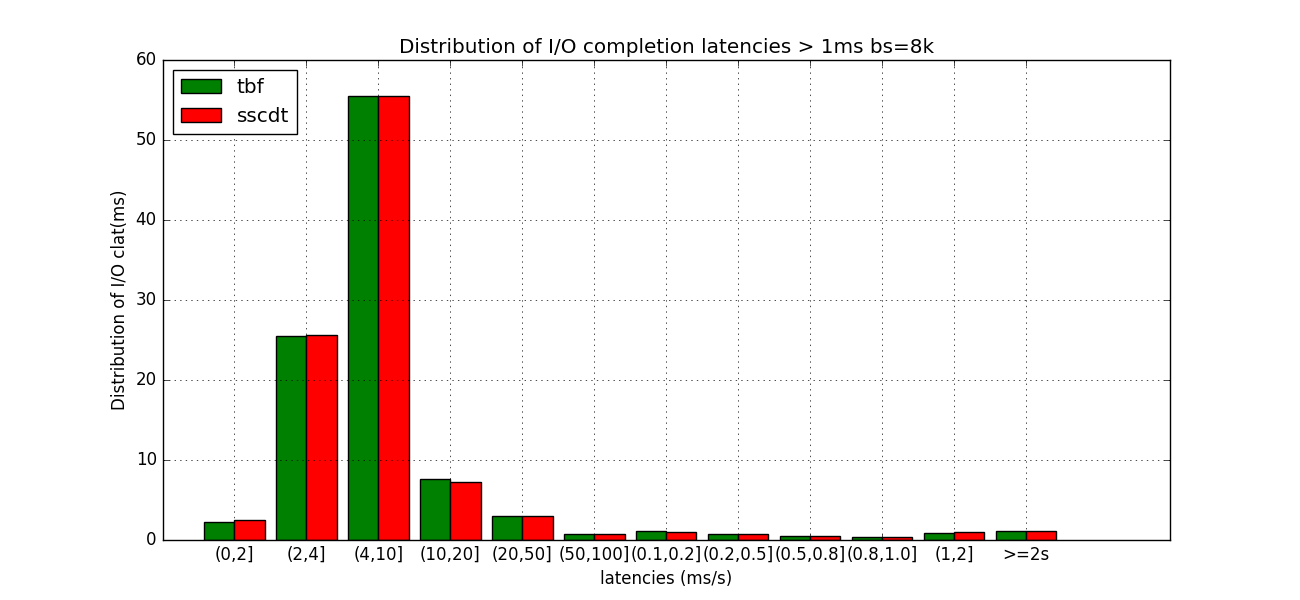 Distribution of I/O completion latencies > 1ms bs=8k
60
50
40
30
20
10
0
tbf
sscdt
Distribution of I/O clat(ms)
(0,2] (2,4] (4,10] (10,20] (20,50] (50,100] (0.1,0.2] (0.2,0.5] (0.5,0.8] (0.8,1.0] (1,2] >=2s
latencies (ms/s)